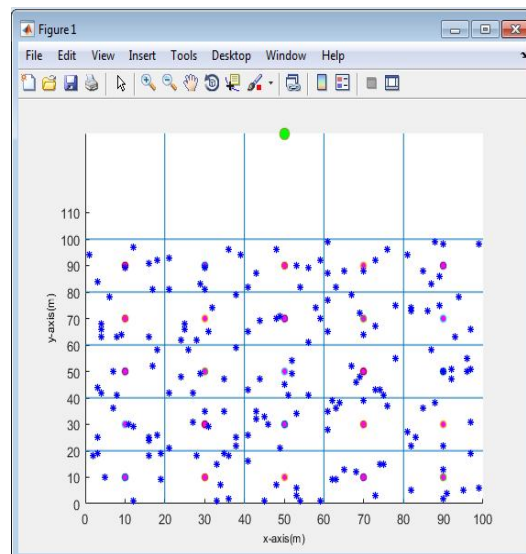 Figure 1
File Edit View Insert Tools Desktop Window Help
110
100
90
80
70
60
50
40
30
20
10
0
y-axis(m)
0 10 20 30 40 50 60 70 80 90 100
x-axis(m)